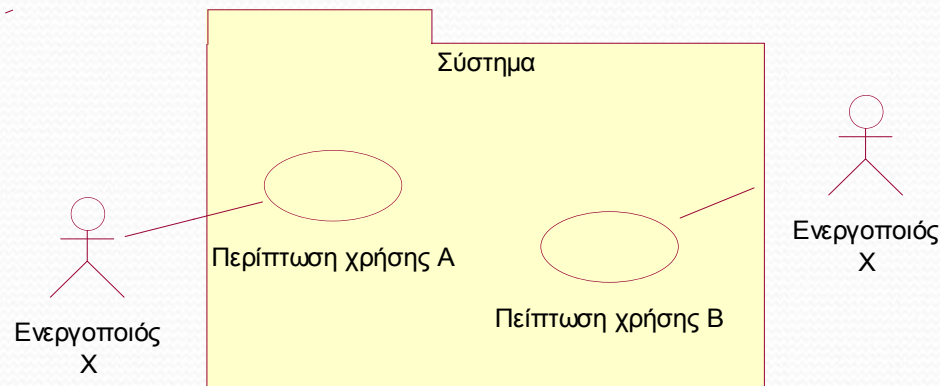 Σύστημα
Περίπτωση χρήσης Α
Πείπτωση χρήσης Β
Ενεργοποιός
Χ
Ενεργοποιός
Χ